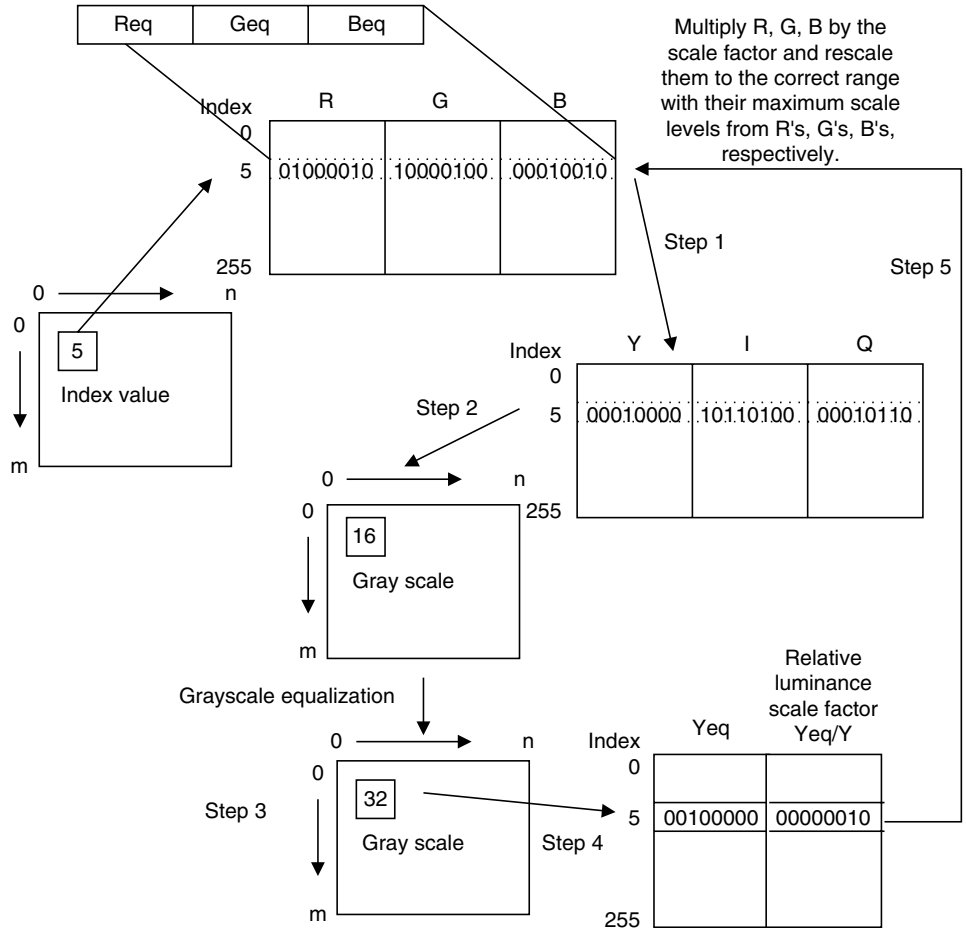 Req Geq Beq
Multiply R, G, B by the
scale factor and rescale
them to the correct range
with their maximum scale
levels from R's, G's, B's,
respectively.
Index R G B
0
5 01000010 10000100 00010010
255
Step 1
Step 5
0 n
0
5
Index value
m
Index Y I Q
0
5 00010000 10110100 00010110
255
Step 2
0 n
0
16
Gray scale
m
Grayscale equalization
Relative
luminance
scale factor
Yeq/Y
Index Yeq
0
5 00100000 00000010
255
0 n
0
32
Gray scale
m
Step 3
Step 4